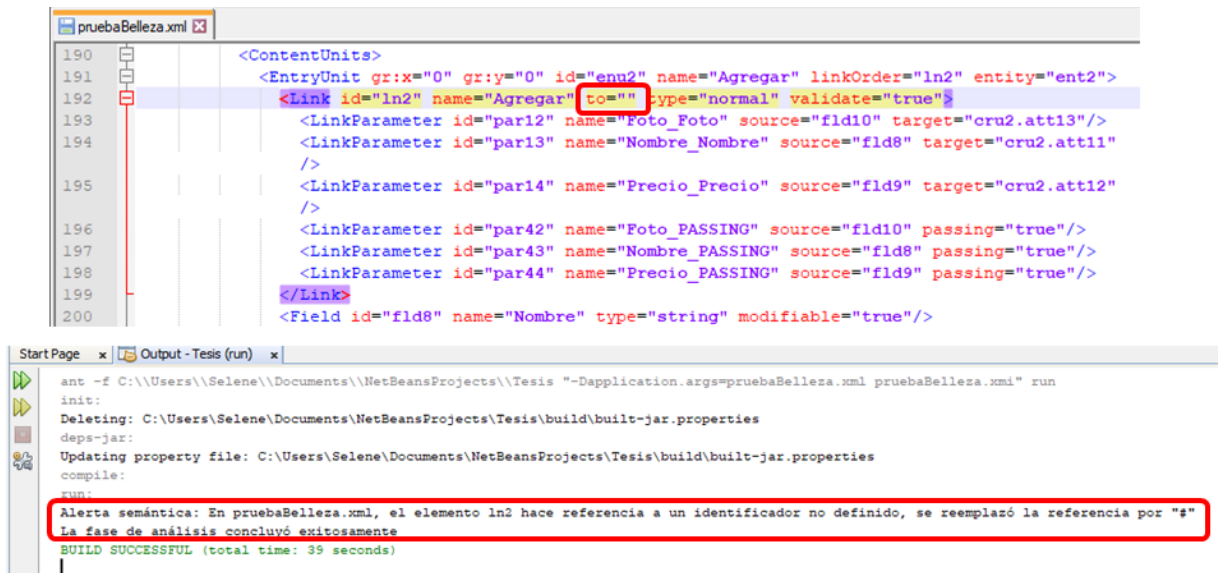 pruebaBelleza.xml
190 <ContentUnits>
191 <EntryUnit gr:x="0" gr:y="0" id="enu2" name="Agregar" linkOrder="ln2" entity="ent2">
192 <Link id="ln2" name="Agregar" to="" type="normal" validate="true">
193 <LinkParameter id="par12" name="Foto_Foto" source="fld10" target="cru2.att13"/>
194 <LinkParameter id="par13" name="Nombre_Nombre" source="fld8" target="cru2.att11"
/>
195 <LinkParameter id="par14" name="Precio_Precio" source="fld9" target="cru2.att12"
/>
196 <LinkParameter id="par42" name="Foto_PASSING" source="fld10" passing="true"/>
197 <LinkParameter id="par43" name="Nombre_PASSING" source="fld8" passing="true"/>
198 <LinkParameter id="par44" name="Precio_PASSING" source="fld9" passing="true"/>
199 </Link>
200 <Field id="fld8" name="Nombre" type="string" modifiable="true"/>
Start Page x Output - Tesis (run) x
ant -f C:\\Users\\Selene\\Documents\\NetBeansProjects\\Tesis "-Dapplication.args=pruebaBelleza.xml pruebaBelleza.xmi" run
init:
Deleting: C:\Users\Selene\Documents\NetBeansProjects\Tesis\build\built-jar.properties
deps-jar:
Updating property file: C:\Users\Selene\Documents\NetBeansProjects\Tesis\build\built-jar.properties
compile:
run:
Alerta semántica: En pruebaBelleza.xml, el elemento ln2 hace referencia a un identificador no definido, se reemplazó la referencia por "#"
La fase de análisis concluyó exitosamente
BUILD SUCCESSFUL (total time: 39 seconds)